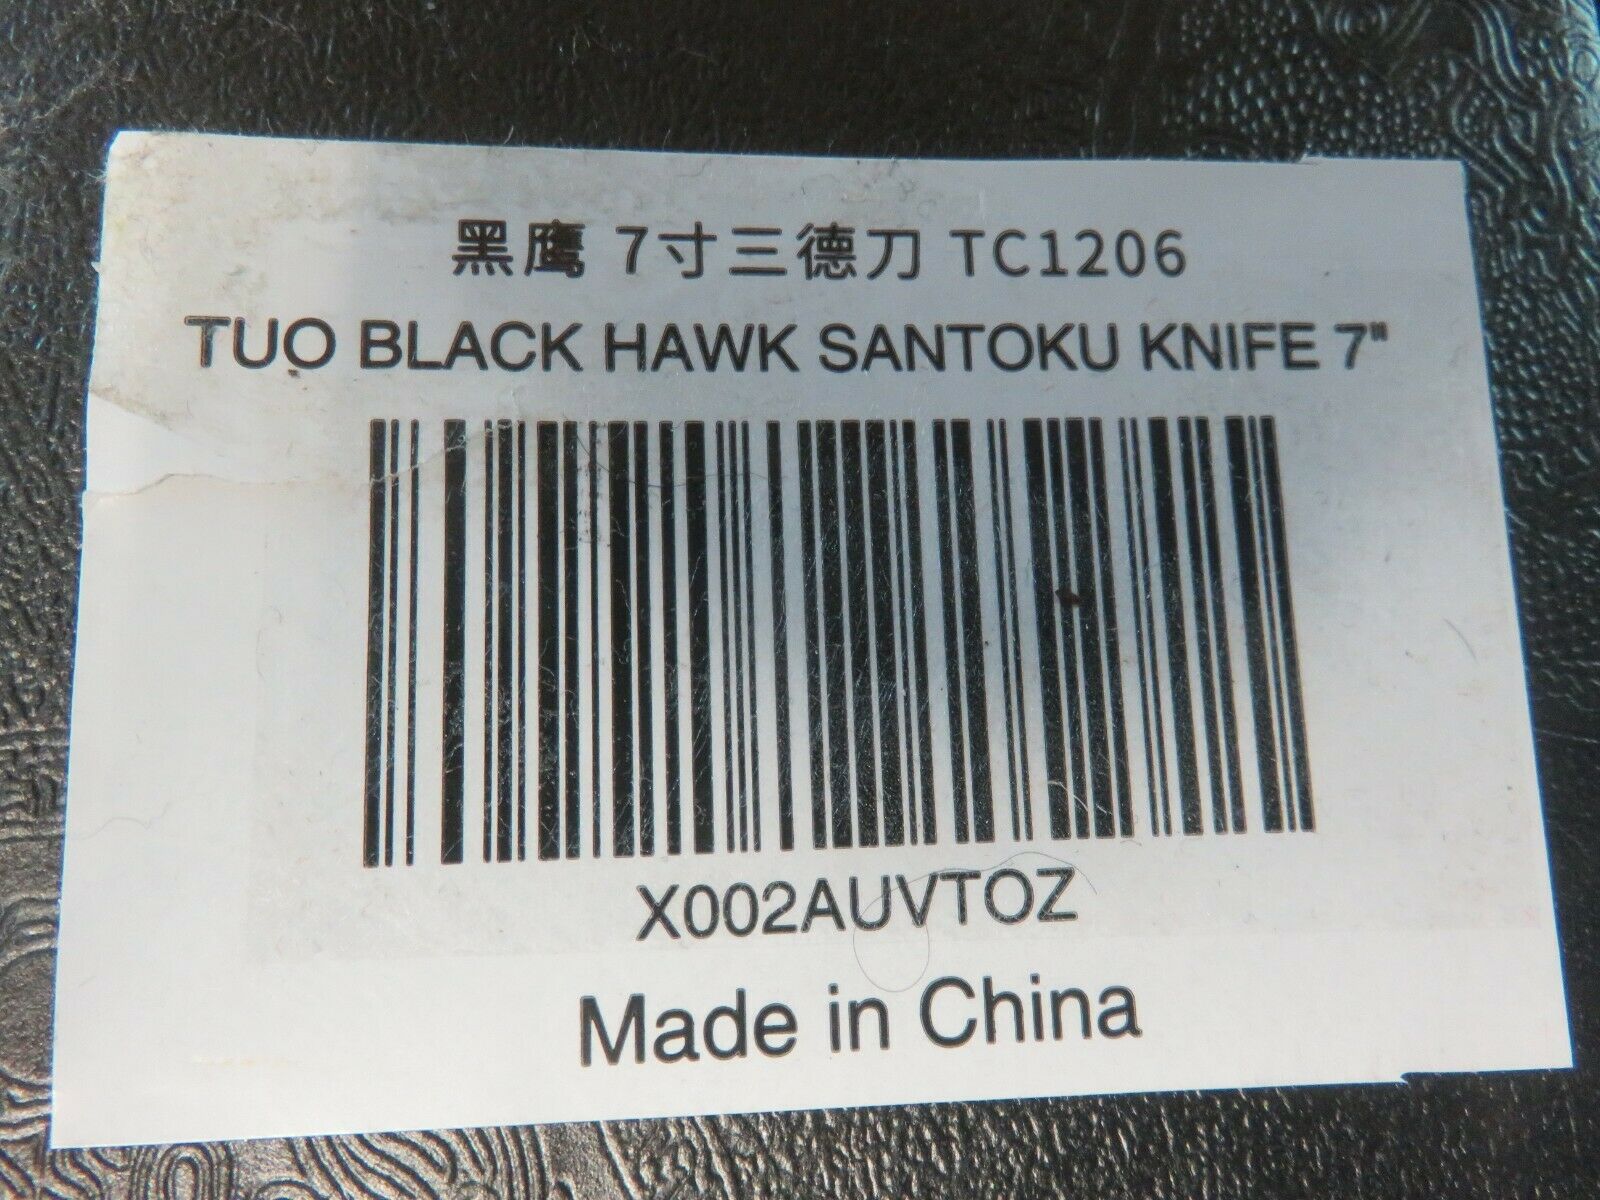 黑鹰 7寸三德刀 TC1206
TUO BLACK HAWK SANTOKU KNIFE 7"
X002AUVTOZ
Made in China